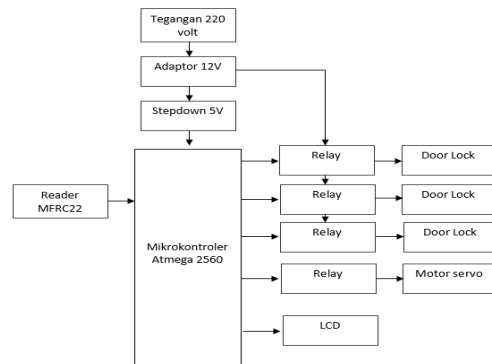 Tegangan 220
volt
Adaptor 12V
Stepdown 5V
Relay
Door Lock
Relay
Door Lock
Reader
MFRC22
Mikrokontroler
Atmega 2560
Relay
Door Lock
Relay
Motor servo
LCD